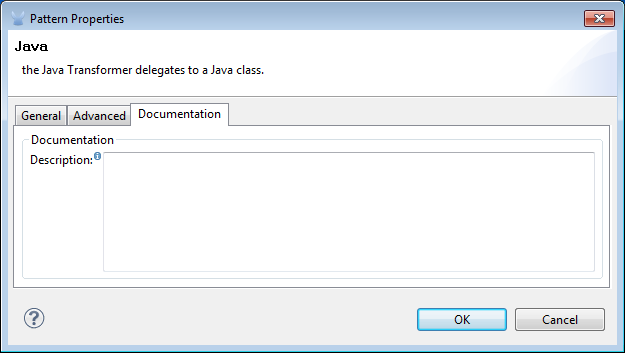 Pattern Properties
Java
the Java Transformer delegates to a Java class.
General Advanced Documentation
Documentation
Description:
OK Cancel